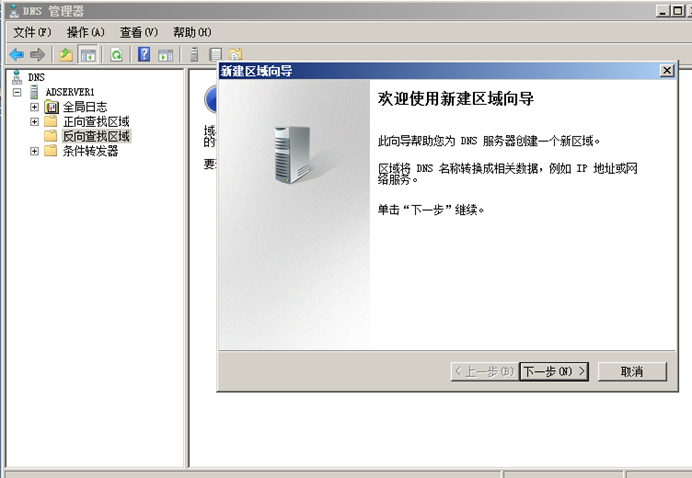 DNS 管理器
文件(F) 操作(A) 查看(V) 帮助(H)
DNS
ADSERVER1
全局日志
正向查找区域
反向查找区域
条件转发器
域
的
要
新建区域向导
欢迎使用新建区域向导
此向导帮助您为 DNS 服务器创建一个新区域。
区域将 DNS 名称转换成相关数据，例如 IP 地址或网
络服务。
单击“下一步”继续。
< 上一步(B) 下一步(N) > 取消